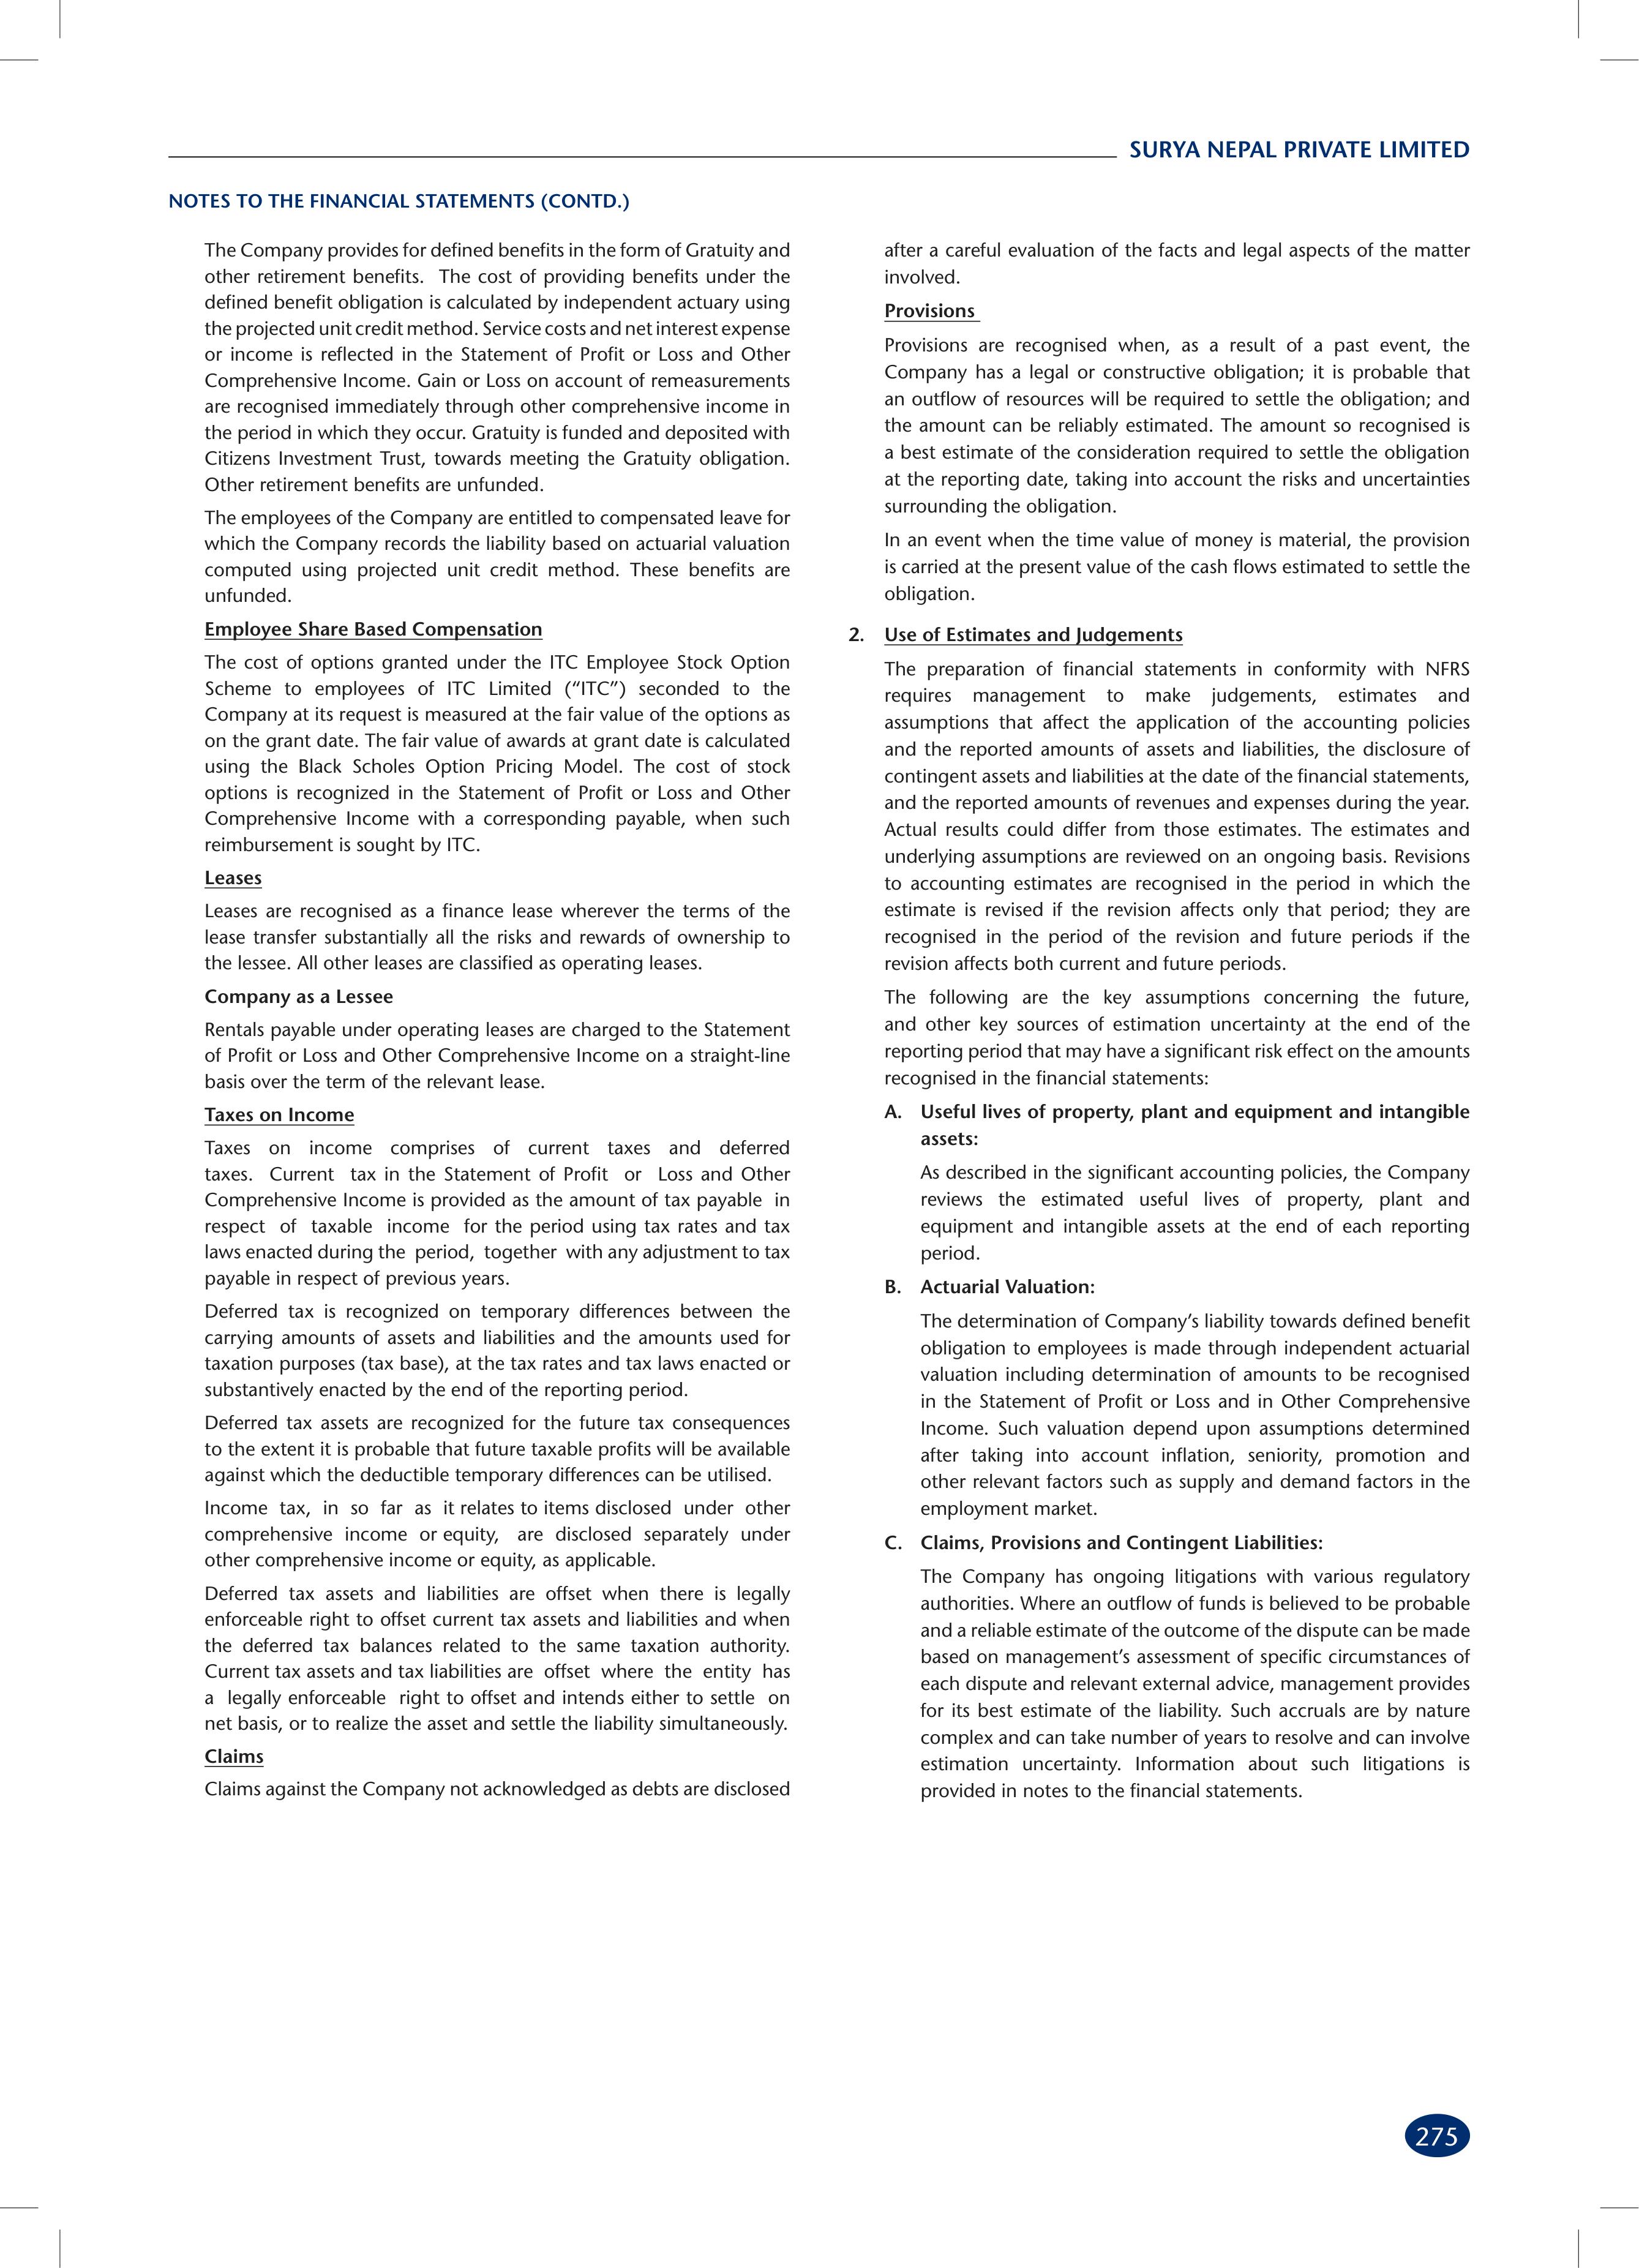 SURYA NEPAL PRIVATE LIMITED
NOTES TO THE FINANCIAL STATEMENTS (CONTD.)
The Company provides for defined benefits in the form of Gratuity and
other retirement benefits. The cost of providing benefits under the
defined benefit obligation is calculated by independent actuary using
the projected unit credit method. Service costs and net interest expense
or income is reflected in the Statement of Profit or Loss and Other
Comprehensive Income. Gain or Loss on account of remeasurements
are recognised immediately through other comprehensive income in
the period in which they occur. Gratuity is funded and deposited with
Citizens Investment Trust, towards meeting the Gratuity obligation.
Other retirement benefits are unfunded.
The employees of the Company are entitled to compensated leave for
which the Company records the liability based on actuarial valuation
computed using projected unit credit method. These benefits are
unfunded.
Employee Share Based Compensation
The cost of options granted under the ITC Employee Stock Option
Scheme to employees of ITC Limited (“ITC”) seconded to the
Company at its request is measured at the fair value of the options as
on the grant date. The fair value of awards at grant date is calculated
using the Black Scholes Option Pricing Model. The cost of stock
options is recognized in the Statement of Profit or Loss and Other
Comprehensive Income with a corresponding payable, when such
reimbursement is sought by ITC.
Leases
Leases are recognised as a finance lease wherever the terms of the
lease transfer substantially all the risks and rewards of ownership to
the lessee. All other leases are classified as operating leases.
Company as a Lessee
Rentals payable under operating leases are charged to the Statement
of Profit or Loss and Other Comprehensive Income on a straight-line
basis over the term of the relevant lease.
Taxes on Income
Taxes on income comprises of current taxes and deferred
taxes. Current tax in the Statement of Profit or Loss and Other
Comprehensive Income is provided as the amount of tax payable in
respect of taxable income for the period using tax rates and tax
laws enacted during the period, together with any adjustment to tax
payable in respect of previous years.
Deferred tax is recognized on temporary differences between the
carrying amounts of assets and liabilities and the amounts used for
taxation purposes (tax base), at the tax rates and tax laws enacted or
substantively enacted by the end of the reporting period.
Deferred tax assets are recognized for the future tax consequences
to the extent it is probable that future taxable profits will be available
against which the deductible temporary differences can be utilised.
Income tax, in so far as it relates to items disclosed under other
comprehensive income or equity, are disclosed separately under
other comprehensive income or equity, as applicable.
Deferred tax assets and liabilities are offset when there is legally
enforceable right to offset current tax assets and liabilities and when
the deferred tax balances related to the same taxation authority.
Current tax assets and tax liabilities are offset where the entity has
a legally enforceable right to offset and intends either to settle on
net basis, or to realize the asset and settle the liability simultaneously.
Claims
Claims against the Company not acknowledged as debts are disclosed
after a careful evaluation of the facts and legal aspects of the matter
involved.
Provisions
Provisions are recognised when, as a result of a past event, the
Company has a legal or constructive obligation; it is probable that
an outflow of resources will be required to settle the obligation; and
the amount can be reliably estimated. The amount so recognised is
a best estimate of the consideration required to settle the obligation
at the reporting date, taking into account the risks and uncertainties
surrounding the obligation.
In an event when the time value of money is material, the provision
is carried at the present value of the cash flows estimated to settle the
obligation.
2. Use of Estimates and Judgements
The preparation of financial statements in conformity with NFRS
requires management to make judgements, estimates and
assumptions that affect the application of the accounting policies
and the reported amounts of assets and liabilities, the disclosure of
contingent assets and liabilities at the date of the financial statements,
and the reported amounts of revenues and expenses during the year.
Actual results could differ from those estimates. The estimates and
underlying assumptions are reviewed on an ongoing basis. Revisions
to accounting estimates are recognised in the period in which the
estimate is revised if the revision affects only that period; they are
recognised in the period of the revision and future periods if the
revision affects both current and future periods.
The following are the key assumptions concerning the future,
and other key sources of estimation uncertainty at the end of the
reporting period that may have a significant risk effect on the amounts
recognised in the financial statements:
A. Useful lives of property, plant and equipment and intangible
assets:
As described in the significant accounting policies, the Company
reviews the estimated useful lives of property, plant and
equipment and intangible assets at the end of each reporting
period.
B. Actuarial Valuation:
The determination of Company’s liability towards defined benefit
obligation to employees is made through independent actuarial
valuation including determination of amounts to be recognised
in the Statement of Profit or Loss and in Other Comprehensive
Income. Such valuation depend upon assumptions determined
after taking into account inflation, seniority, promotion and
other relevant factors such as supply and demand factors in the
employment market.
C. Claims, Provisions and Contingent Liabilities:
The Company has ongoing litigations with various regulatory
authorities. Where an outflow of funds is believed to be probable
and a reliable estimate of the outcome of the dispute can be made
based on management’s assessment of specific circumstances of
each dispute and relevant external advice, management provides
for its best estimate of the liability. Such accruals are by nature
complex and can take number of years to resolve and can involve
estimation uncertainty. Information about such litigations is
provided in notes to the financial statements.
275